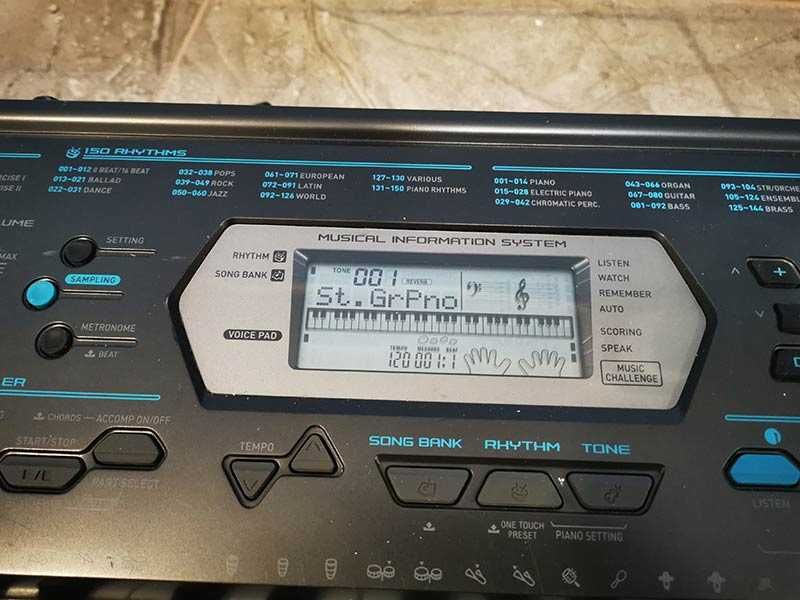 150 RHYTHMS
001-012 8 BEAT/16 BEAT
013-021 BALLAD
022-031 DANCE
032-038 POPS
039-049 ROCK
050-060 JAZZ
061-071 EUROPEAN
072-091 LATIN
092-126 WORLD
127-130 VARIOUS
131-150 PIANO RHYTHMS
001-014 PIANO
015-028 ELECTRIC PIANO
029-042 CHROMATIC PERC.
043-066 ORGAN
067-080 GUITAR
081-092 BASS
093-104 STR/ORCHE
105-124 ENSEMBL
125-144 BRASS
MUSICAL INFORMATION SYSTEM
SETTING
SAMPLING
METRONOME
BEAT
RHYTHM
SONG BANK
VOICE PAD
TONE 001 REVERB
St.GrPno
TEMPO MEASURE BEAT
120 001:1
LISTEN
WATCH
REMEMBER
AUTO
SCORING
SPEAK
MUSIC
CHALLENGE
CHORDS — ACCOMP ON/OFF
START/STOP
PART SELECT
TEMPO
SONG BANK
RHYTHM
TONE
ONE TOUCH
PRESET
PIANO SETTING
LISTEN